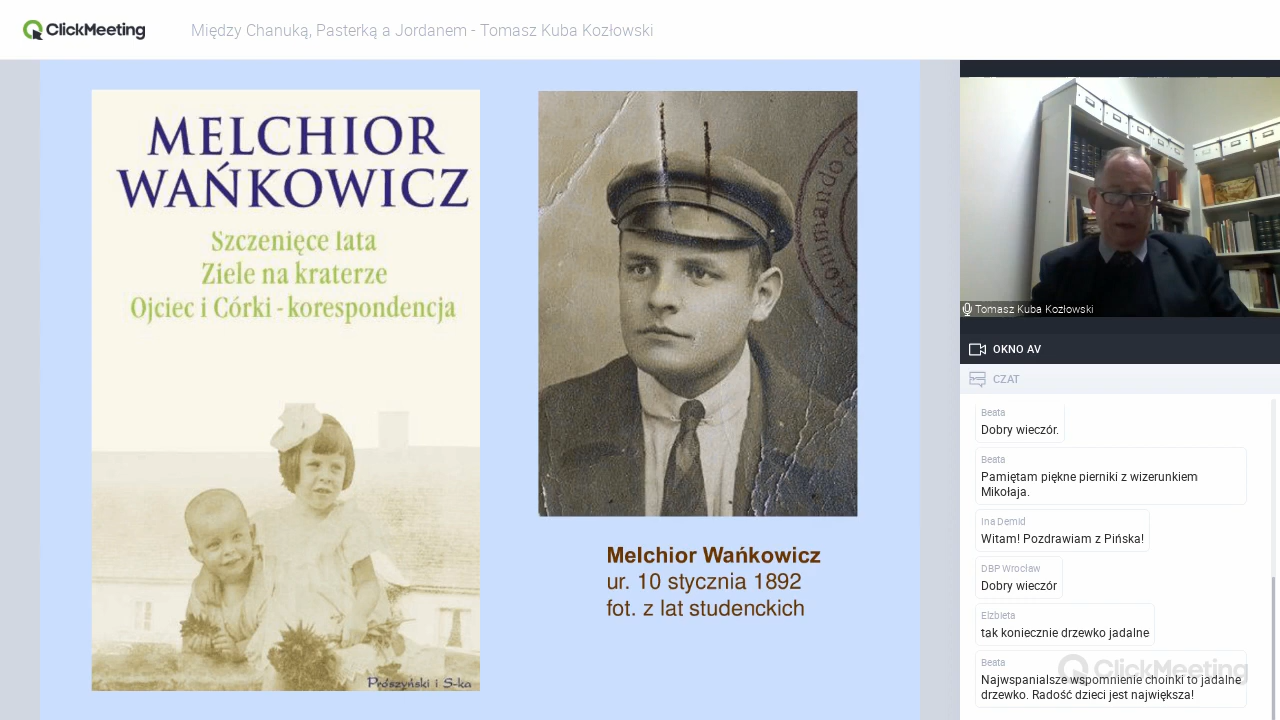 ClickMeeting
Między Chanuką, Pasterką a Jordanem - Tomasz Kuba Kozłowski
MELCHIOR
WAŃKOWICZ
Szczenięce lata
Ziele na kraterze
Ojciec i Córki - korespondencja
Prószyński i S-ka
Kommando d
Melchior Wańkowicz
ur. 10 stycznia 1892
fot. z lat studenckich
Tomasz Kuba Kozłowski
OKNO AV
CZAT
Beata
Dobry wieczór.
Beata
Pamiętam piękne pierniki z wizerunkiem
Mikołaja.
Ina Demid
Witam! Pozdrawiam z Pińska!
DBP Wrocław
Dobry wieczór
Elżbieta
tak koniecznie drzewko jadalne
Beata
Najwspanialsze wspomnienie choinki to jadalne
drzewko. Radość dzieci jest największa!
ClickMeeting